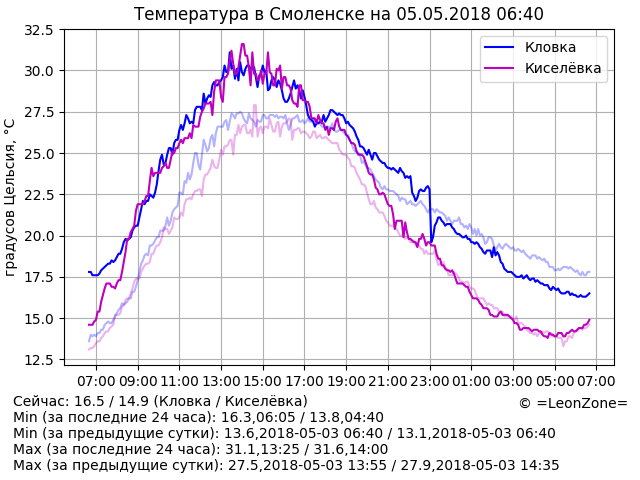 Температура в Смоленске на 05.05.2018 06:40
32.5
30.0
27.5
25.0
22.5
20.0
17.5
15.0
12.5
градусов Цельсия, °C
Кловка
Киселёвка
07:00 09:00 11:00 13:00 15:00 17:00 19:00 21:00 23:00 01:00 03:00 05:00 07:00
Сейчас: 16.5 / 14.9 (Кловка / Киселёвка)
© =LeonZone=
Min (за последние 24 часа): 16.3,06:05 / 13.8,04:40
Min (за предыдущие сутки): 13.6,2018-05-03 06:40 / 13.1,2018-05-03 06:40
Max (за последние 24 часа): 31.1,13:25 / 31.6,14:00
Max (за предыдущие сутки): 27.5,2018-05-03 13:55 / 27.9,2018-05-03 14:35